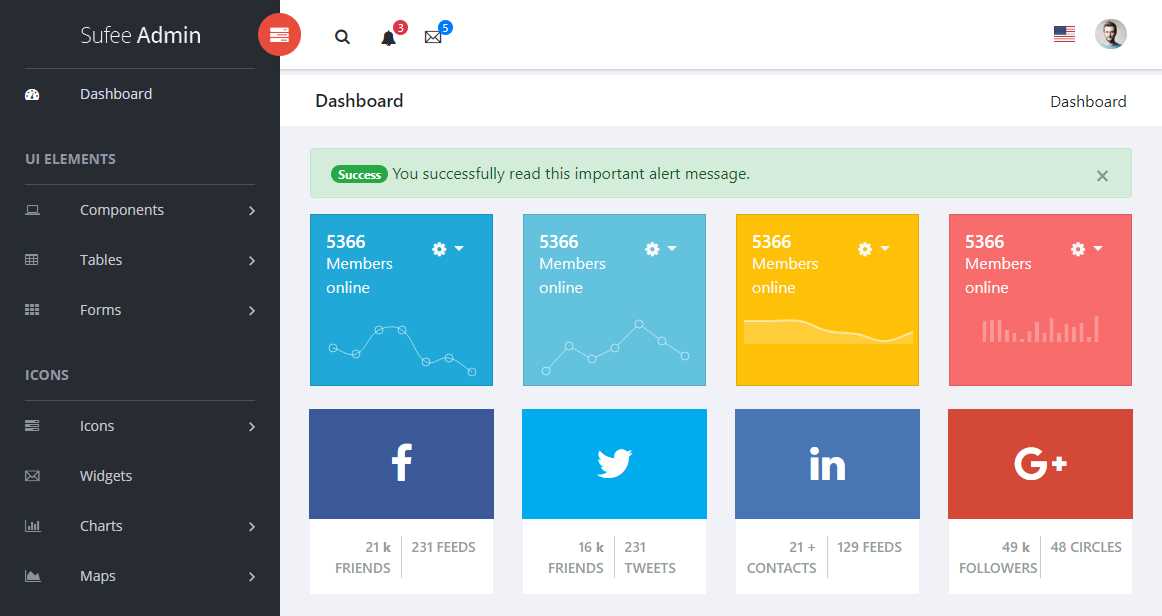 Sufee Admin
3
5
Dashboard
UI ELEMENTS
Components
Tables
Forms
ICONS
Icons
Widgets
Charts
Maps
Dashboard
Dashboard
Success You successfully read this important alert message. ×
5366
Members
online
5366
Members
online
5366
Members
online
5366
Members
online
f
in
G+
21 k
FRIENDS
231 FEEDS
16 k
FRIENDS
231
TWEETS
21 +
CONTACTS
129 FEEDS
49 k
FOLLOWERS
48 CIRCLES